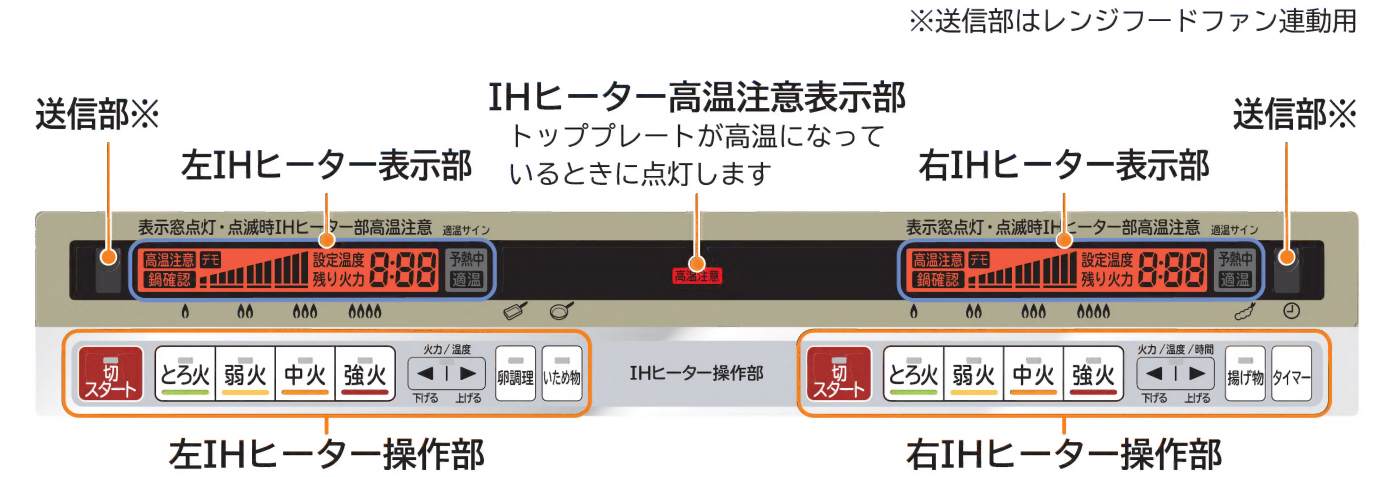 ※送信部はレンジフードファン連動用
送信部※
IHヒーター高温注意表示部
トッププレートが高温になって
いるときに点灯します
送信部※
左IHヒーター表示部
右IHヒーター表示部
表示窓点灯・点滅時IHヒーター部高温注意 適温サイン
高温注意 デモ 設定温度 8:88 予熱中
鍋確認 残り火力 適温
高温注意
表示窓点灯・点滅時IHヒーター部高温注意 適温サイン
高温注意 デモ 設定温度 8:88 予熱中
鍋確認 残り火力 適温
切
スタート
とろ火 弱火 中火 強火
火力/温度
下げる 上げる
卵調理 いため物
IHヒーター操作部
切
スタート
とろ火 弱火 中火 強火
火力/温度/時間
下げる 上げる
揚げ物 タイマー
左IHヒーター操作部
右IHヒーター操作部